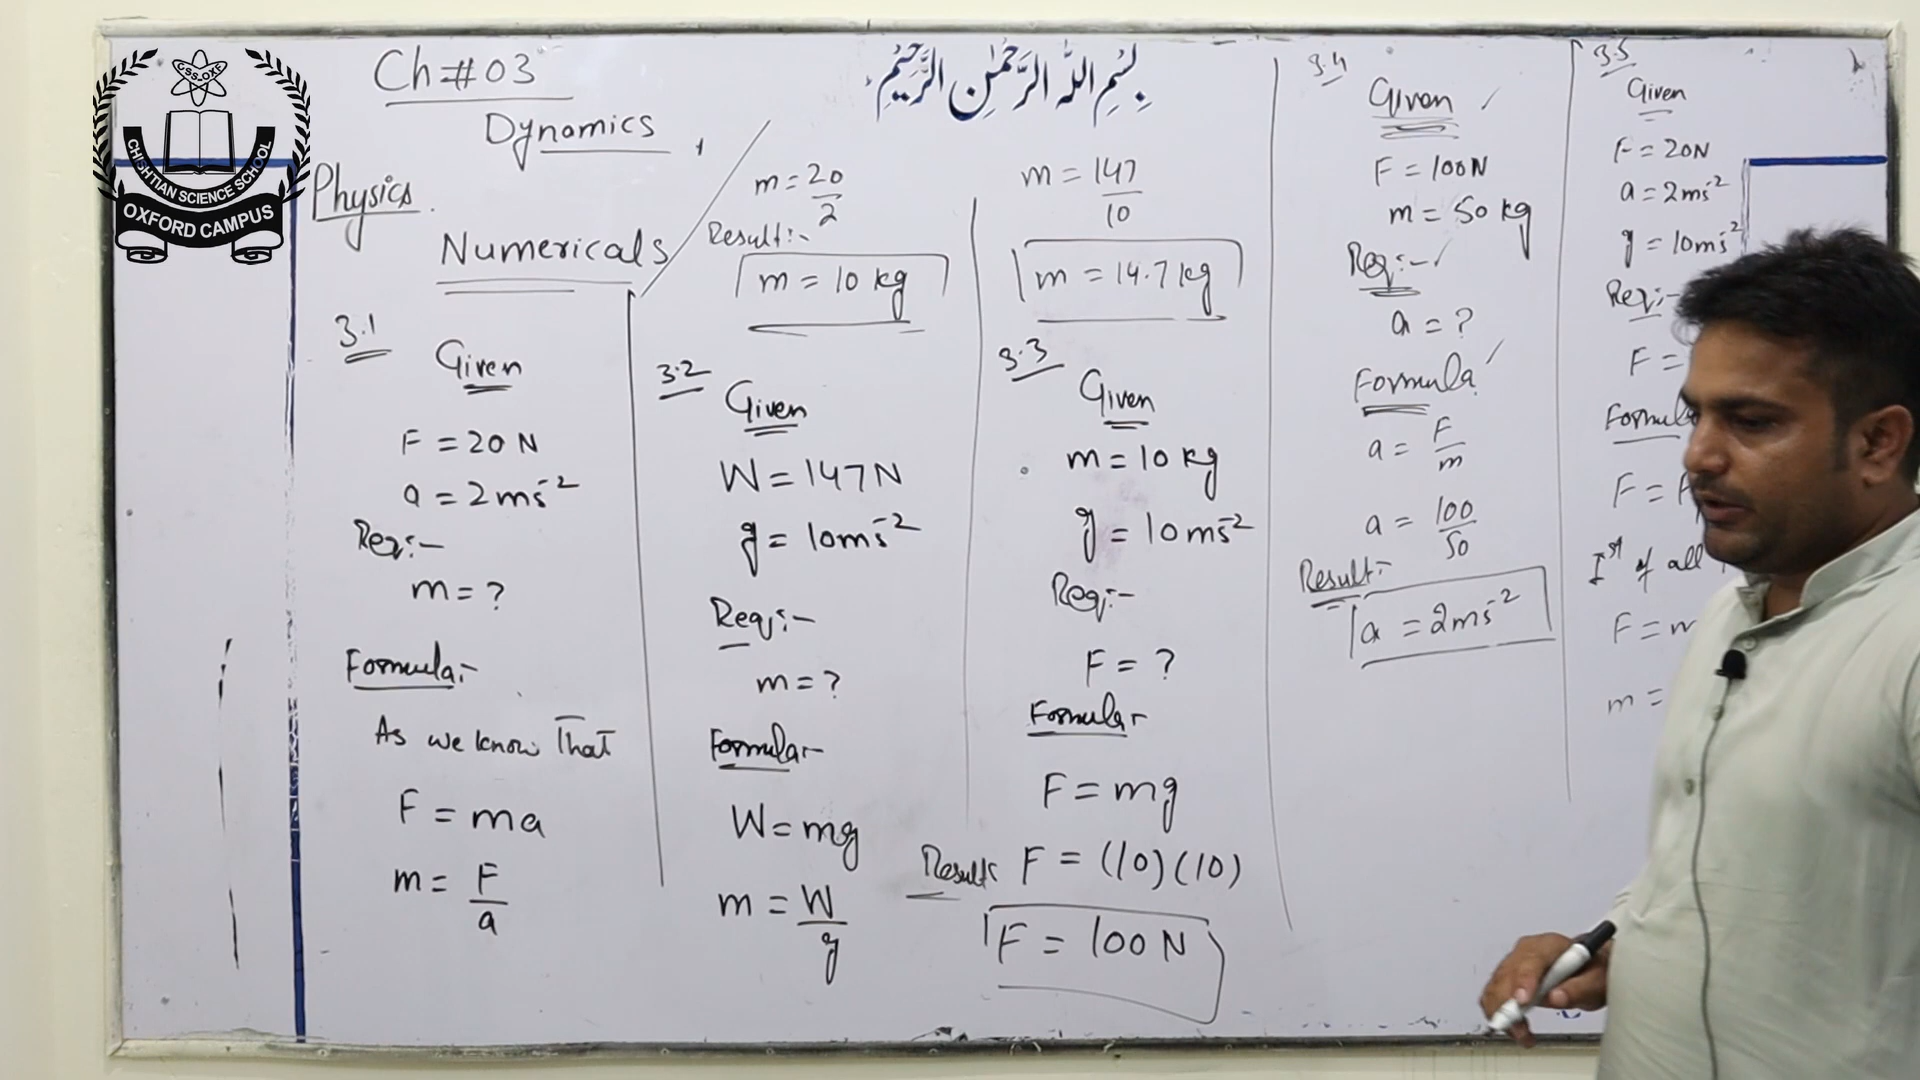 CSS-OXF
CHISHTIAN SCIENCE SCHOOL
OXFORD CAMPUS
Ch # 03
Dynamics
بِسْمِ اللّٰهِ الرَّحْمٰنِ الرَّحِيْمِ
Physics
Numericals
3.1
Given
F = 20 N
a = 2ms⁻²
Req:-
m = ?
Formula:-
As we know That
F = ma
m = F/a
m = 20/2
Result:-
m = 10 kg
3.2
Given
W = 147 N
g = 10ms⁻²
Req:-
m = ?
Formula:-
W = mg
m = W/g
m = 147/10
m = 14.7 kg
3.3
Given
m = 10 kg
g = 10ms⁻²
Req:-
F = ?
Formula:-
F = mg
Result: F = (10)(10)
F = 100 N
3.4
Given
F = 100N
m = 50 kg
Req:-
a = ?
Formula
a = F/m
a = 100/50
Result:-
a = 2ms⁻²
3.5
Given
F = 20N
a = 2ms⁻²
g = 10ms⁻²
Req:-
F =
Formula
F = F
Iˢᵗ of all
F = m
m =